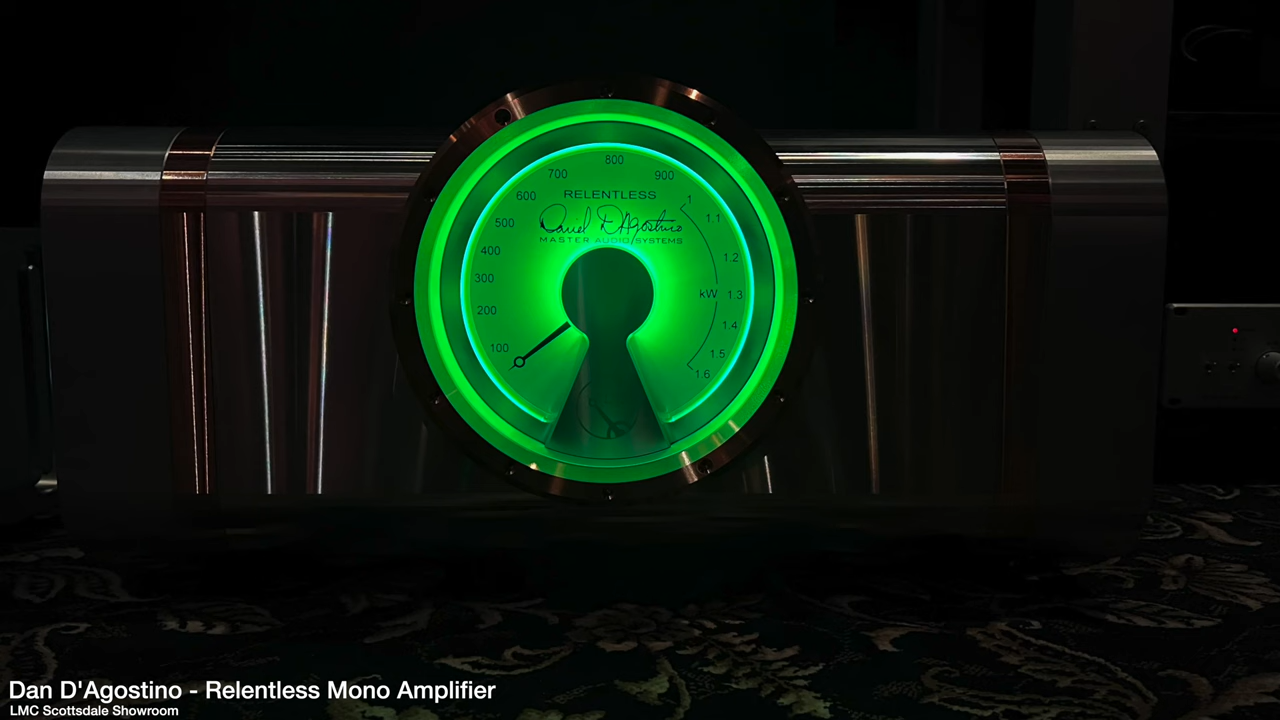 800
700
900
600
RELENTLESS
1
Daniel D'Agostino
1.1
500
MASTER AUDIO SYSTEMS
400
1.2
300
kW 1.3
200
1.4
100
1.5
1.6
Dan D'Agostino - Relentless Mono Amplifier
LMC Scottsdale Showroom